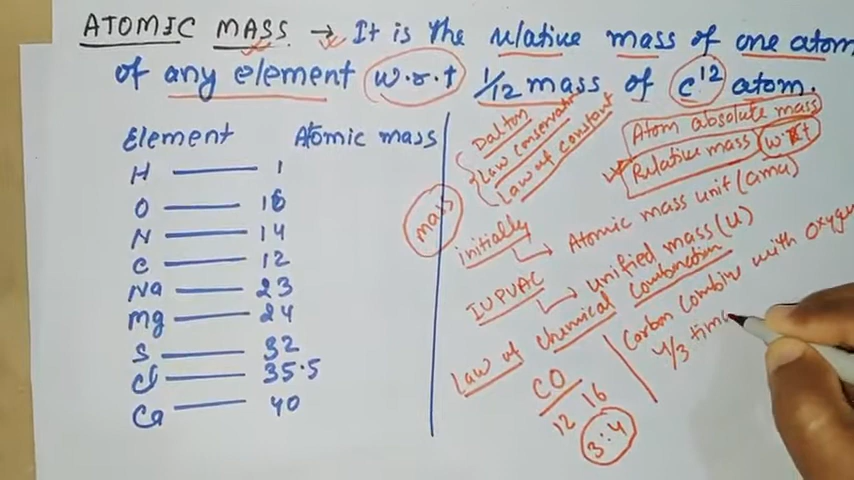 ATOMIC MASS → It is the relative mass of one atom
of any element w.r.t 1/12 mass of C¹² atom.
Element Atomic mass
H —— 1
O —— 16
N —— 14
C —— 12
Na —— 23
Mg —— 24
S —— 32
Cl —— 35.5
Ca —— 40
mass
Dalton
Law conservation
Law of constant
Atom absolute mass
Relative mass w.r.t
initially
Atomic mass unit (amu)
IUPUAC
unified mass (u)
Law of chemical combination
CO
12 16
3:4
Carbon combine with oxygen
4/3 times